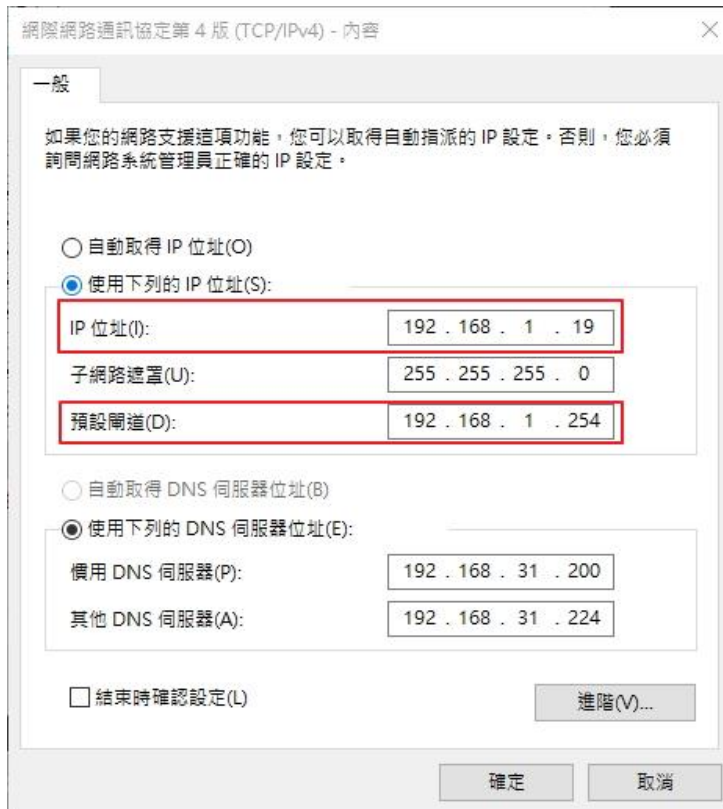 網際網路通訊協定第 4 版 (TCP/IPv4) - 內容
一般
如果您的網路支援這項功能，您可以取得自動指派的 IP 設定。否則，您必須
詢問網路系統管理員正確的 IP 設定。
自動取得 IP 位址(O)
使用下列的 IP 位址(S):
IP 位址(I): 192 . 168 . 1 . 19
子網路遮罩(U): 255 . 255 . 255 . 0
預設閘道(D): 192 . 168 . 1 . 254
自動取得 DNS 伺服器位址(B)
使用下列的 DNS 伺服器位址(E):
慣用 DNS 伺服器(P): 192 . 168 . 31 . 200
其他 DNS 伺服器(A): 192 . 168 . 31 . 224
結束時確認設定(L)
進階(V)...
確定
取消